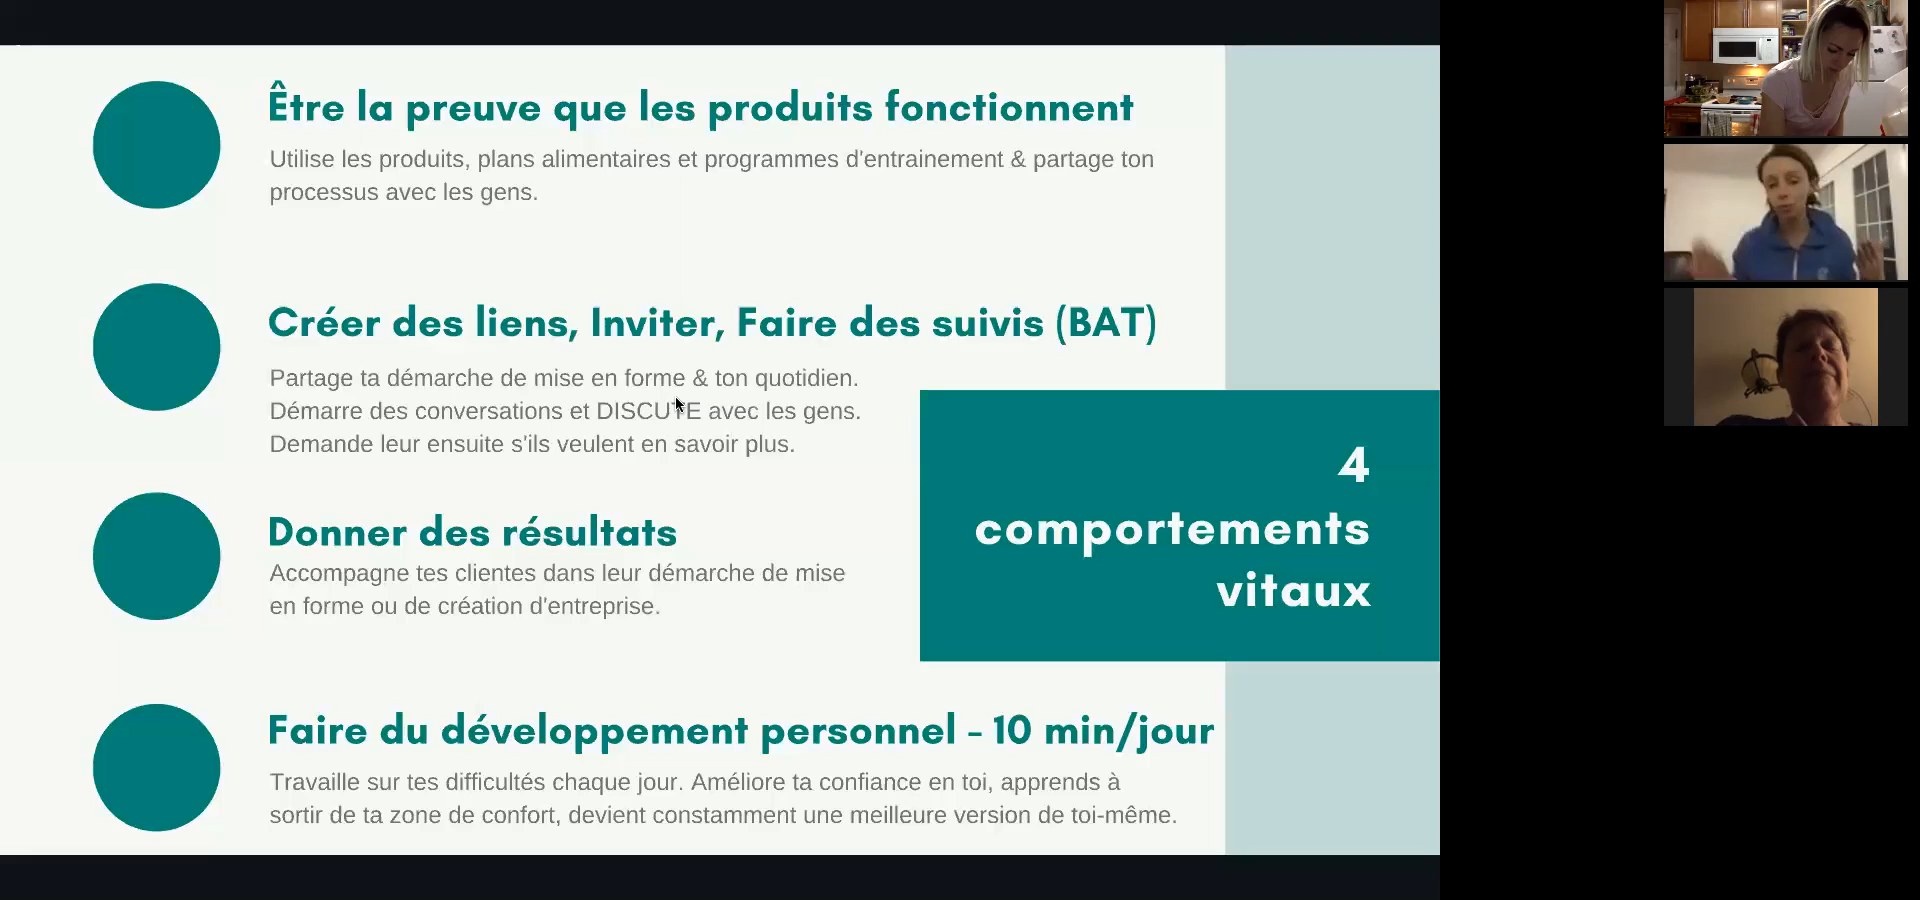 Être la preuve que les produits fonctionnent
Utilise les produits, plans alimentaires et programmes d'entrainement & partage ton
processus avec les gens.
Créer des liens, Inviter, Faire des suivis (BAT)
Partage ta démarche de mise en forme & ton quotidien.
Démarre des conversations et DISCUTE avec les gens.
Demande leur ensuite s'ils veulent en savoir plus.
Donner des résultats
Accompagne tes clientes dans leur démarche de mise
en forme ou de création d'entreprise.
Faire du développement personnel - 10 min/jour
Travaille sur tes difficultés chaque jour. Améliore ta confiance en toi, apprends à
sortir de ta zone de confort, devient constamment une meilleure version de toi-même.
4
comportements
vitaux